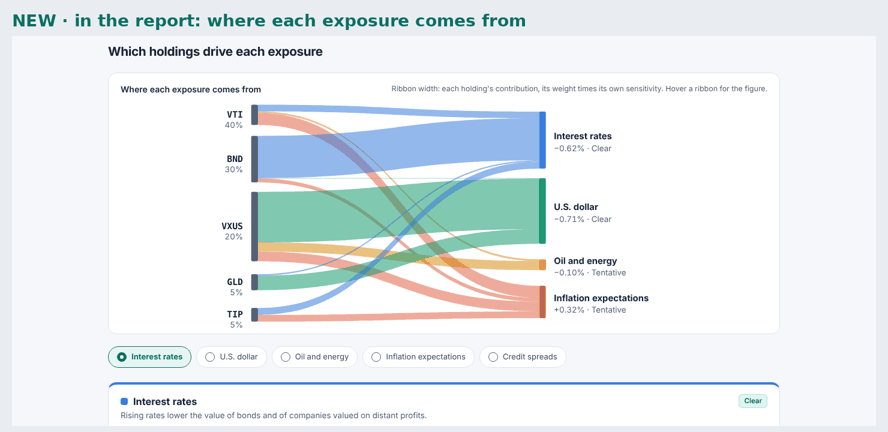 NEW · in the report: where each exposure comes from
Which holdings drive each exposure
Where each exposure comes from
Ribbon width: each holding's contribution, its weight times its own sensitivity. Hover a ribbon for the figure.
VTI
40%
BND
30%
VXUS
20%
GLD
5%
TIP
5%
Interest rates
−0.62% · Clear
U.S. dollar
−0.71% · Clear
Oil and energy
−0.10% · Tentative
Inflation expectations
+0.32% · Tentative
Interest rates
U.S. dollar
Oil and energy
Inflation expectations
Credit spreads
Interest rates
Clear
Rising rates lower the value of bonds and of companies valued on distant profits.